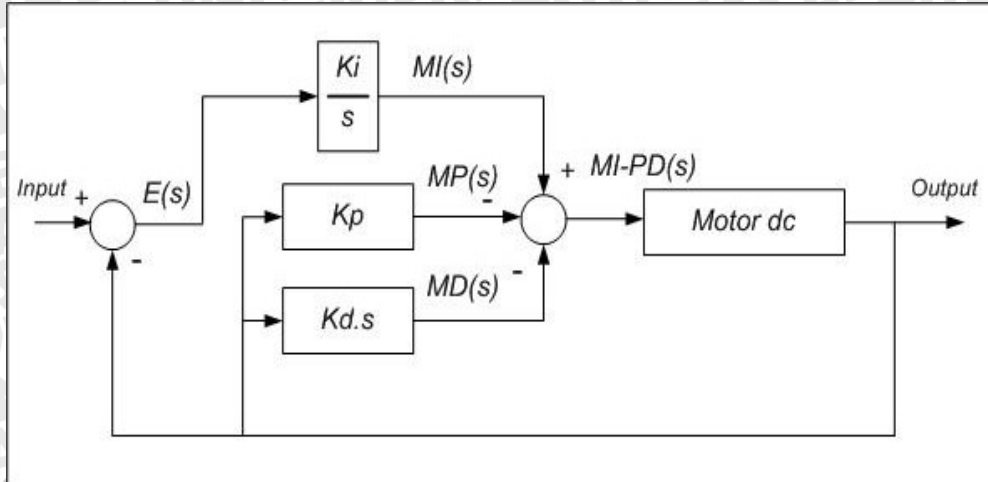 Ki
MI(s)
s
Input
+
E(s)
MP(s)
+
MI-PD(s)
Output
-
Kp
Motor dc
-
MD(s)
-
Kd.s